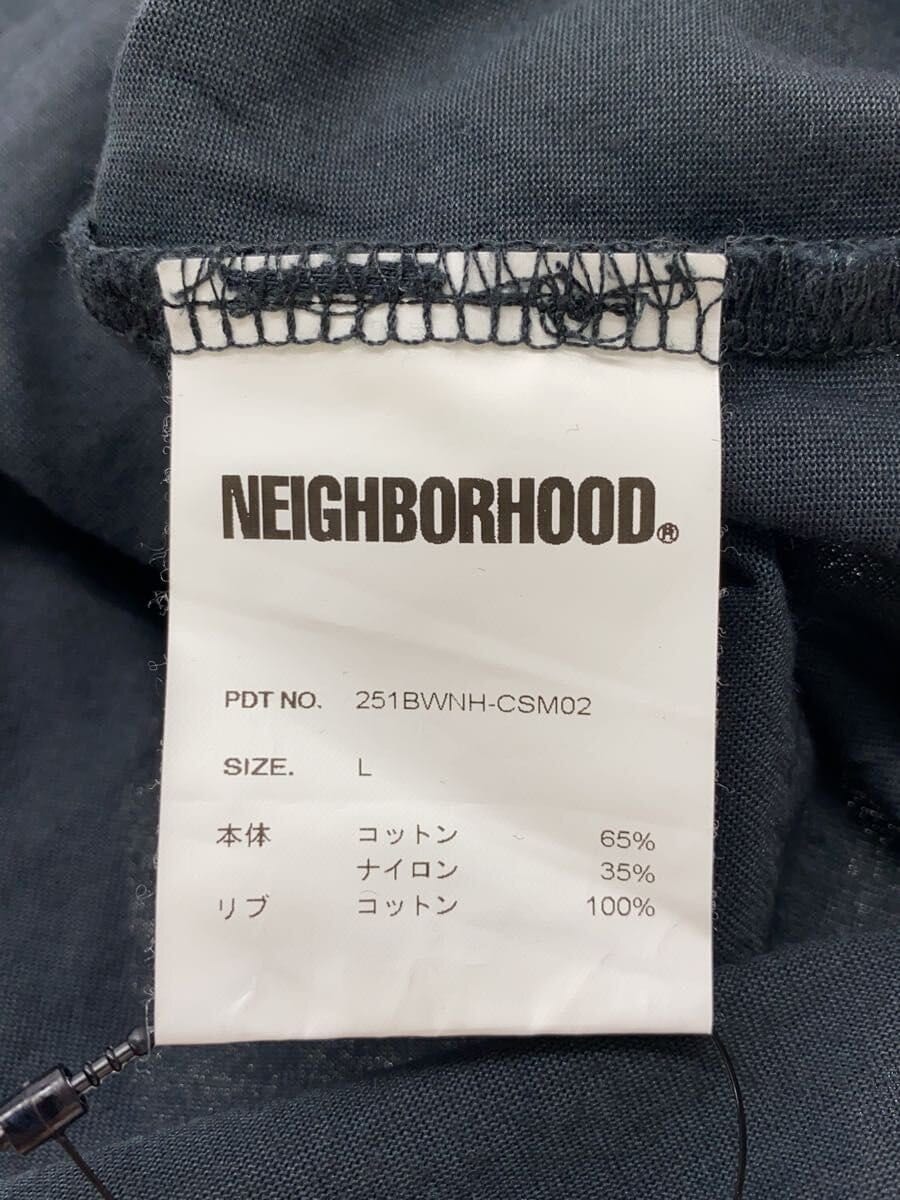 NEIGHBORHOOD®
PDT NO. 251BWNH-CSM02
SIZE. L
本体 コットン 65%
ナイロン 35%
リブ コットン 100%